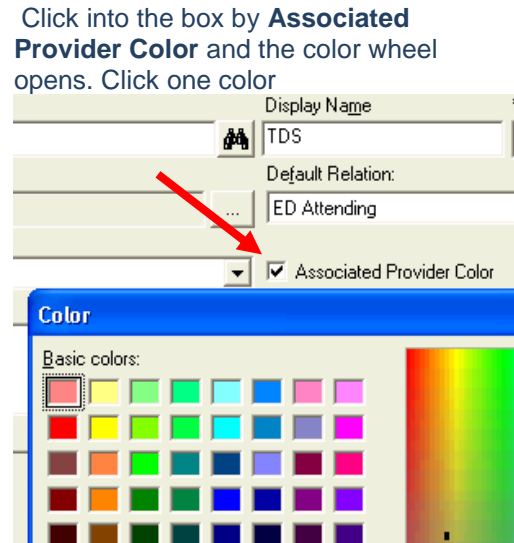 Click into the box by Associated
Provider Color and the color wheel
opens. Click one color
Display Name
TDS
Default Relation:
...
ED Attending
Associated Provider Color
Color
Basic colors: